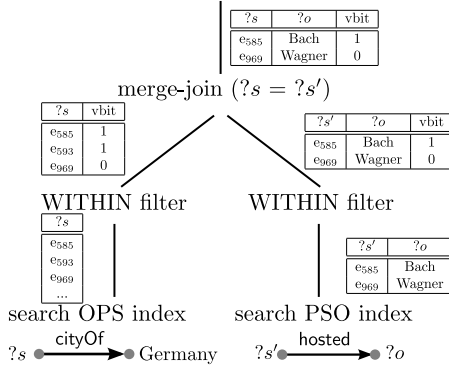 ?s ?o vbit
e585 Bach 1
e969 Wagner 0
merge-join (?s = ?s′)
?s vbit
e585 1
e593 1
e969 0
?s′ ?o vbit
e585 Bach 1
e969 Wagner 0
WITHIN filter
WITHIN filter
?s
e585
e593
e969
...
?s′ ?o
e585 Bach
e969 Wagner
search OPS index
search PSO index
cityOf
?s Germany
hosted
?s′ ?o